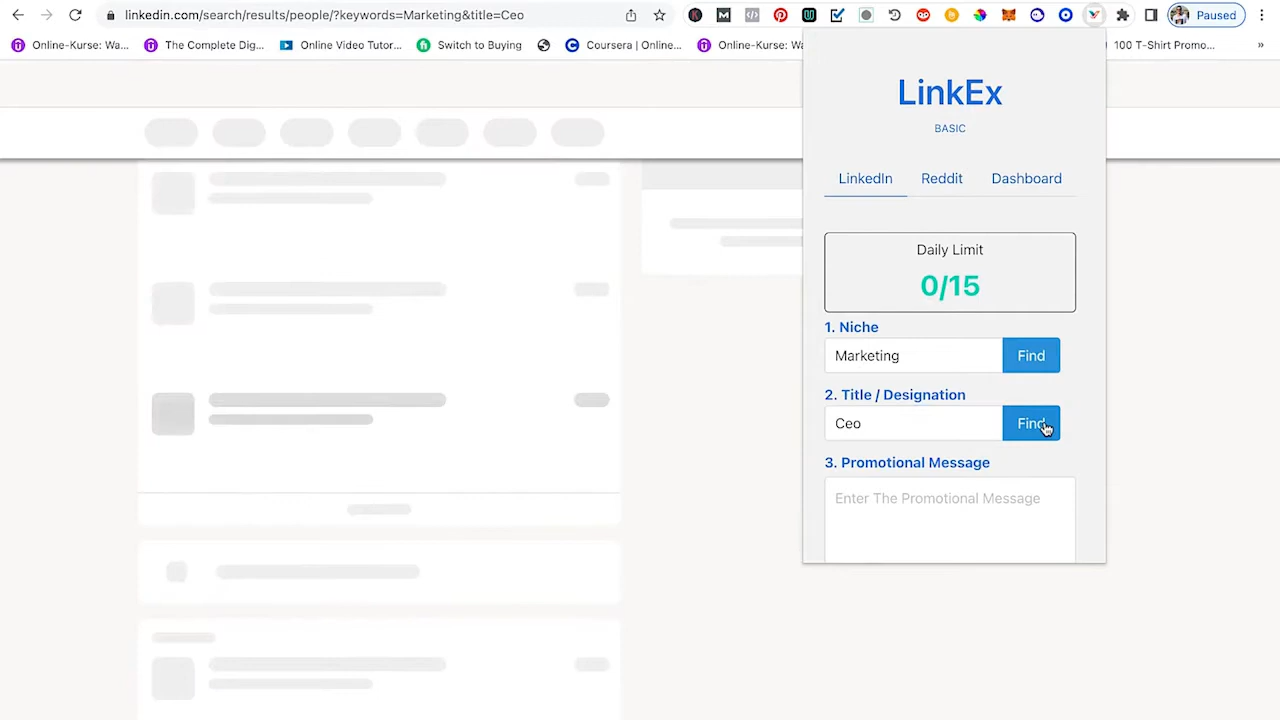 linkedin.com/search/results/people/?keywords=Marketing&title=Ceo
Paused
Online-Kurse: Wa...
The Complete Dig...
Online Video Tutor...
Switch to Buying
Coursera | Online...
Online-Kurse: Wa
100 T-Shirt Promo...
»
LinkEx
BASIC
LinkedIn Reddit Dashboard
Daily Limit
0/15
1. Niche
Marketing Find
2. Title / Designation
Ceo Find
3. Promotional Message
Enter The Promotional Message